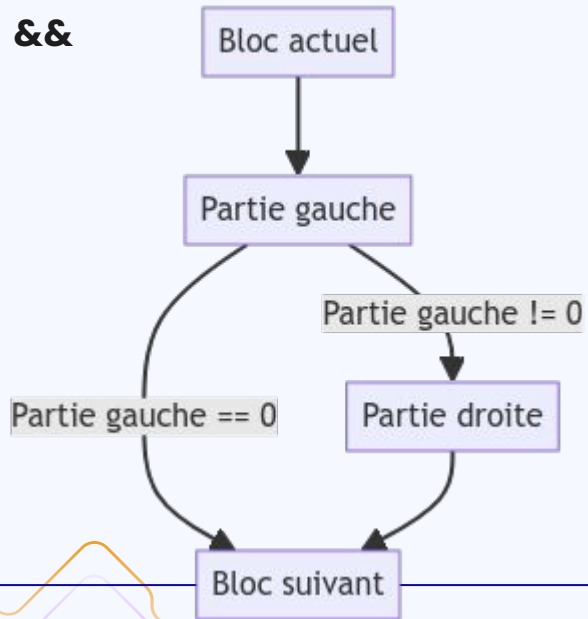 &&
Bloc actuel
Partie gauche
Partie gauche != 0
Partie gauche == 0
Partie droite
Bloc suivant